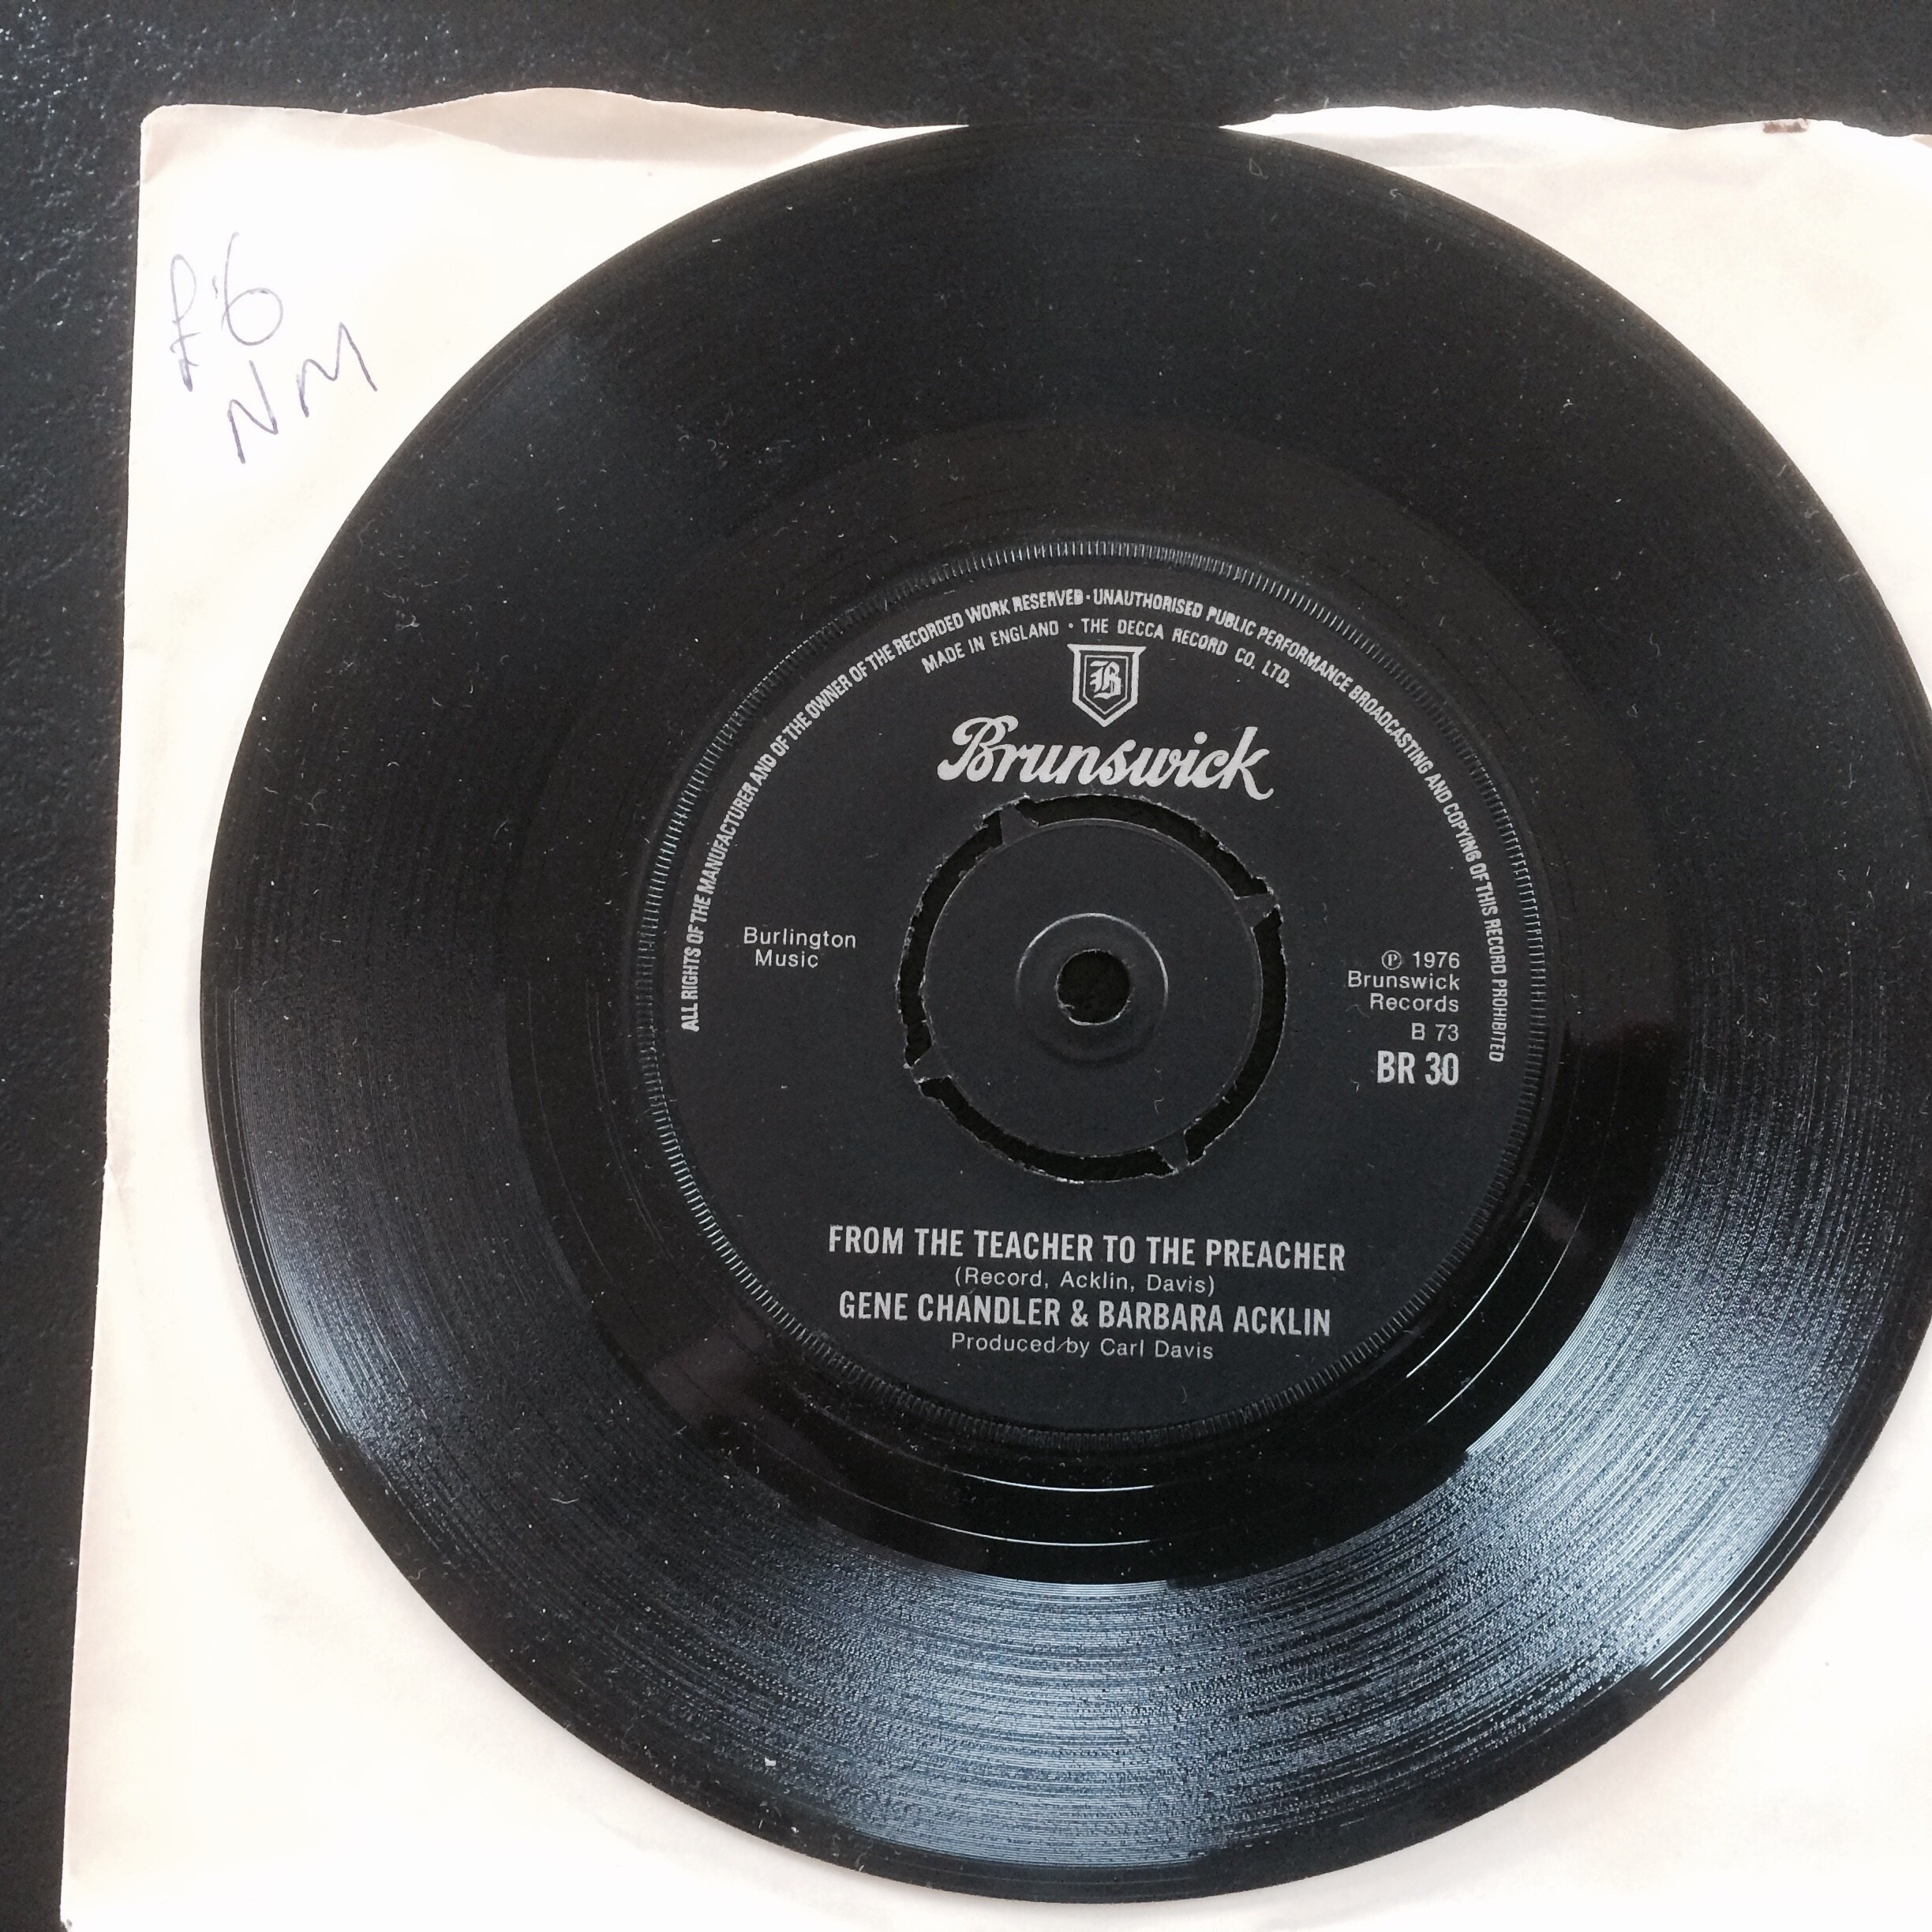 £6
NM
ALL RIGHTS OF THE MANUFACTURER AND OF THE OWNER OF THE RECORDED WORK RESERVED · UNAUTHORISED PUBLIC PERFORMANCE BROADCASTING AND COPYING OF THIS RECORD PROHIBITED
MADE IN ENGLAND · THE DECCA RECORD CO. LTD.
B
Brunswick
Burlington
Music
℗ 1976
Brunswick
Records
B 73
BR 30
FROM THE TEACHER TO THE PREACHER
(Record, Acklin, Davis)
GENE CHANDLER & BARBARA ACKLIN
Produced by Carl Davis